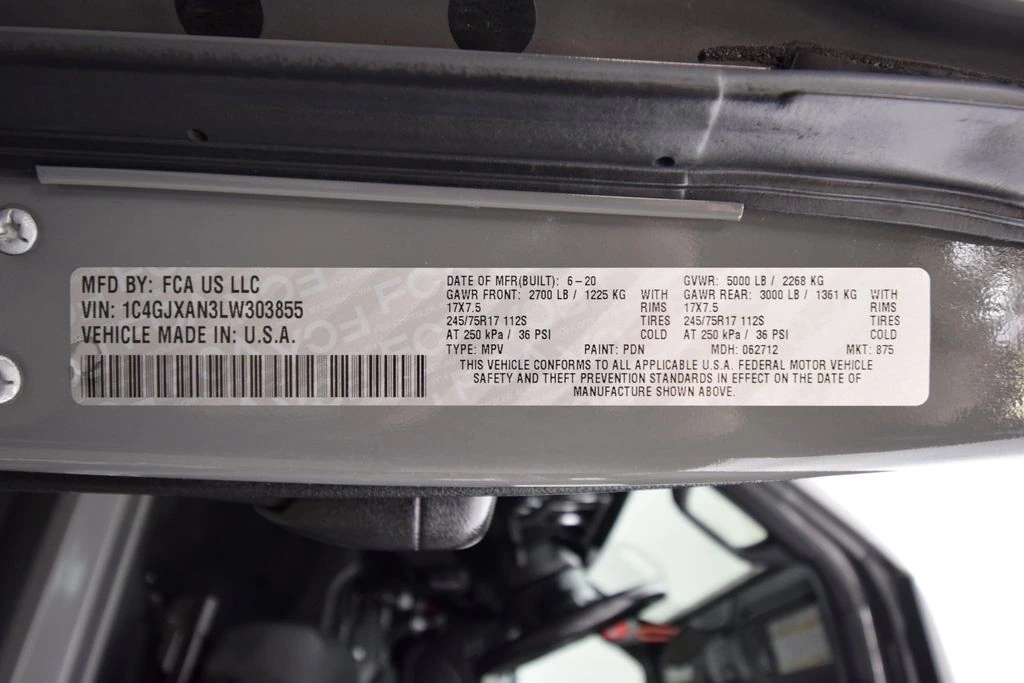 MFD BY: FCA US LLC
VIN: 1C4GJXAN3LW303855
VEHICLE MADE IN: U.S.A.
DATE OF MFR(BUILT): 6-20 GVWR: 5000 LB / 2268 KG
GAWR FRONT: 2700 LB / 1225 KG WITH GAWR REAR: 3000 LB / 1361 KG WITH
17X7.5 RIMS 17X7.5 RIMS
245/75R17 112S TIRES 245/75R17 112S TIRES
AT 250 kPa / 36 PSI COLD AT 250 kPa / 36 PSI COLD
TYPE: MPV PAINT: PDN MDH: 062712 MKT: 875
THIS VEHICLE CONFORMS TO ALL APPLICABLE U.S.A. FEDERAL MOTOR VEHICLE
SAFETY AND THEFT PREVENTION STANDARDS IN EFFECT ON THE DATE OF
MANUFACTURE SHOWN ABOVE.